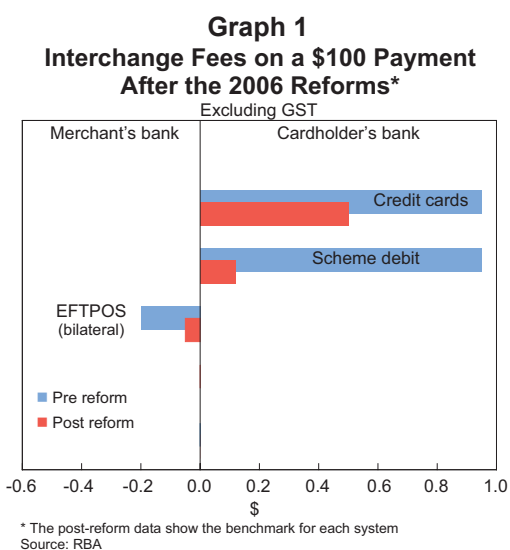 Graph 1
Interchange Fees on a $100 Payment
After the 2006 Reforms*
Excluding GST
Merchant's bank
Cardholder's bank
Credit cards
Scheme debit
EFTPOS
(bilateral)
Pre reform
Post reform
-0.6 -0.4 -0.2 0.0 0.2 0.4 0.6 0.8 1.0
$
* The post-reform data show the benchmark for each system
Source: RBA